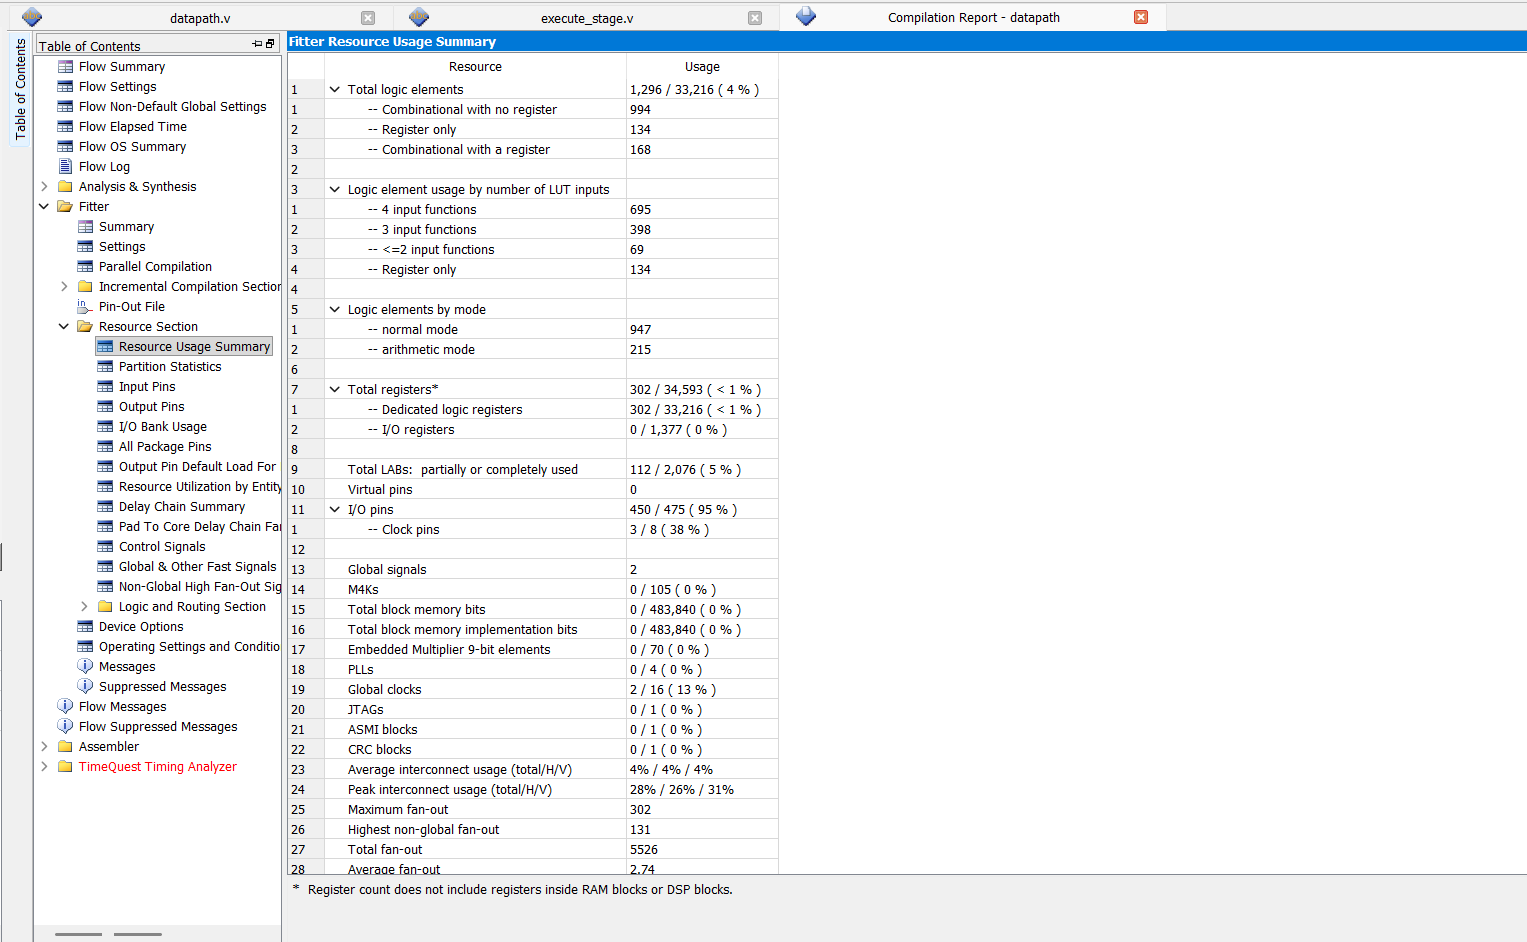 datapath.v
execute_stage.v
Compilation Report - datapath
Table of Contents
Table of Contents
Flow Summary
Flow Settings
Flow Non-Default Global Settings
Flow Elapsed Time
Flow OS Summary
Flow Log
Analysis & Synthesis
Fitter
Summary
Settings
Parallel Compilation
Incremental Compilation Section
Pin-Out File
Resource Section
Resource Usage Summary
Partition Statistics
Input Pins
Output Pins
I/O Bank Usage
All Package Pins
Output Pin Default Load For
Resource Utilization by Entity
Delay Chain Summary
Pad To Core Delay Chain Fa
Control Signals
Global & Other Fast Signals
Non-Global High Fan-Out Sig
Logic and Routing Section
Device Options
Operating Settings and Conditio
Messages
Suppressed Messages
Flow Messages
Flow Suppressed Messages
Assembler
TimeQuest Timing Analyzer
Fitter Resource Usage Summary
Resource Usage
1 Total logic elements 1,296 / 33,216 ( 4 % )
1 -- Combinational with no register 994
2 -- Register only 134
3 -- Combinational with a register 168
2
3 Logic element usage by number of LUT inputs
1 -- 4 input functions 695
2 -- 3 input functions 398
3 -- <=2 input functions 69
4 -- Register only 134
4
5 Logic elements by mode
1 -- normal mode 947
2 -- arithmetic mode 215
6
7 Total registers* 302 / 34,593 ( < 1 % )
1 -- Dedicated logic registers 302 / 33,216 ( < 1 % )
2 -- I/O registers 0 / 1,377 ( 0 % )
8
9 Total LABs: partially or completely used 112 / 2,076 ( 5 % )
10 Virtual pins 0
11 I/O pins 450 / 475 ( 95 % )
1 -- Clock pins 3 / 8 ( 38 % )
12
13 Global signals 2
14 M4Ks 0 / 105 ( 0 % )
15 Total block memory bits 0 / 483,840 ( 0 % )
16 Total block memory implementation bits 0 / 483,840 ( 0 % )
17 Embedded Multiplier 9-bit elements 0 / 70 ( 0 % )
18 PLLs 0 / 4 ( 0 % )
19 Global clocks 2 / 16 ( 13 % )
20 JTAGs 0 / 1 ( 0 % )
21 ASMI blocks 0 / 1 ( 0 % )
22 CRC blocks 0 / 1 ( 0 % )
23 Average interconnect usage (total/H/V) 4% / 4% / 4%
24 Peak interconnect usage (total/H/V) 28% / 26% / 31%
25 Maximum fan-out 302
26 Highest non-global fan-out 131
27 Total fan-out 5526
28 Average fan-out 2.74
* Register count does not include registers inside RAM blocks or DSP blocks.